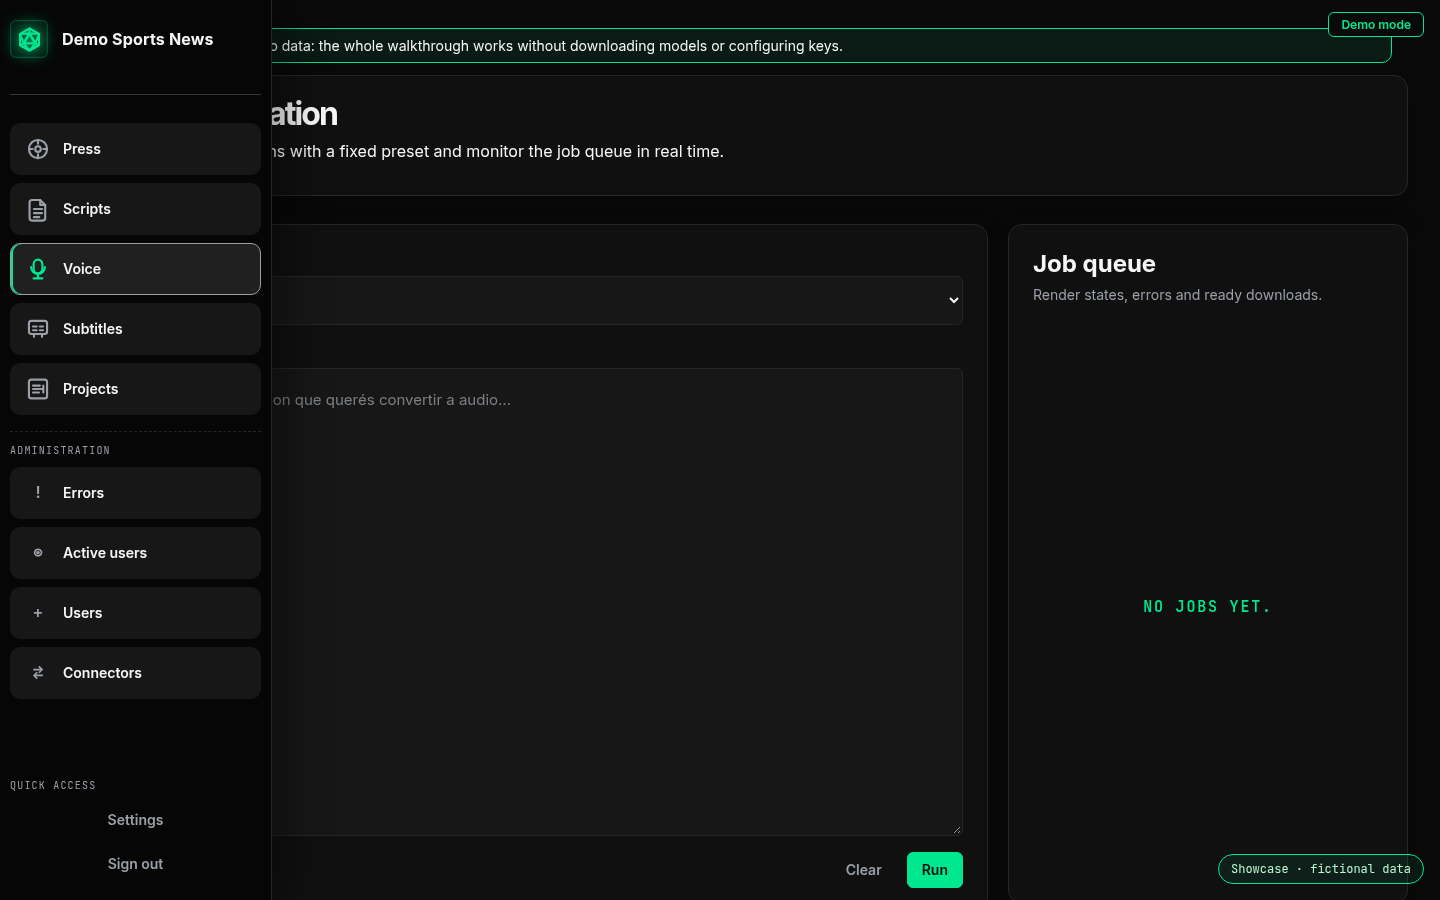 Demo Sports News
Press
Scripts
Voice
Subtitles
Projects
ADMINISTRATION
! Errors
Active users
+ Users
Connectors
QUICK ACCESS
Settings
Sign out
Demo mode
data: the whole walkthrough works without downloading models or configuring keys.
ation
with a fixed preset and monitor the job queue in real time.
on que querés convertir a audio...
Clear
Run
Job queue
Render states, errors and ready downloads.
NO JOBS YET.
Showcase · fictional data